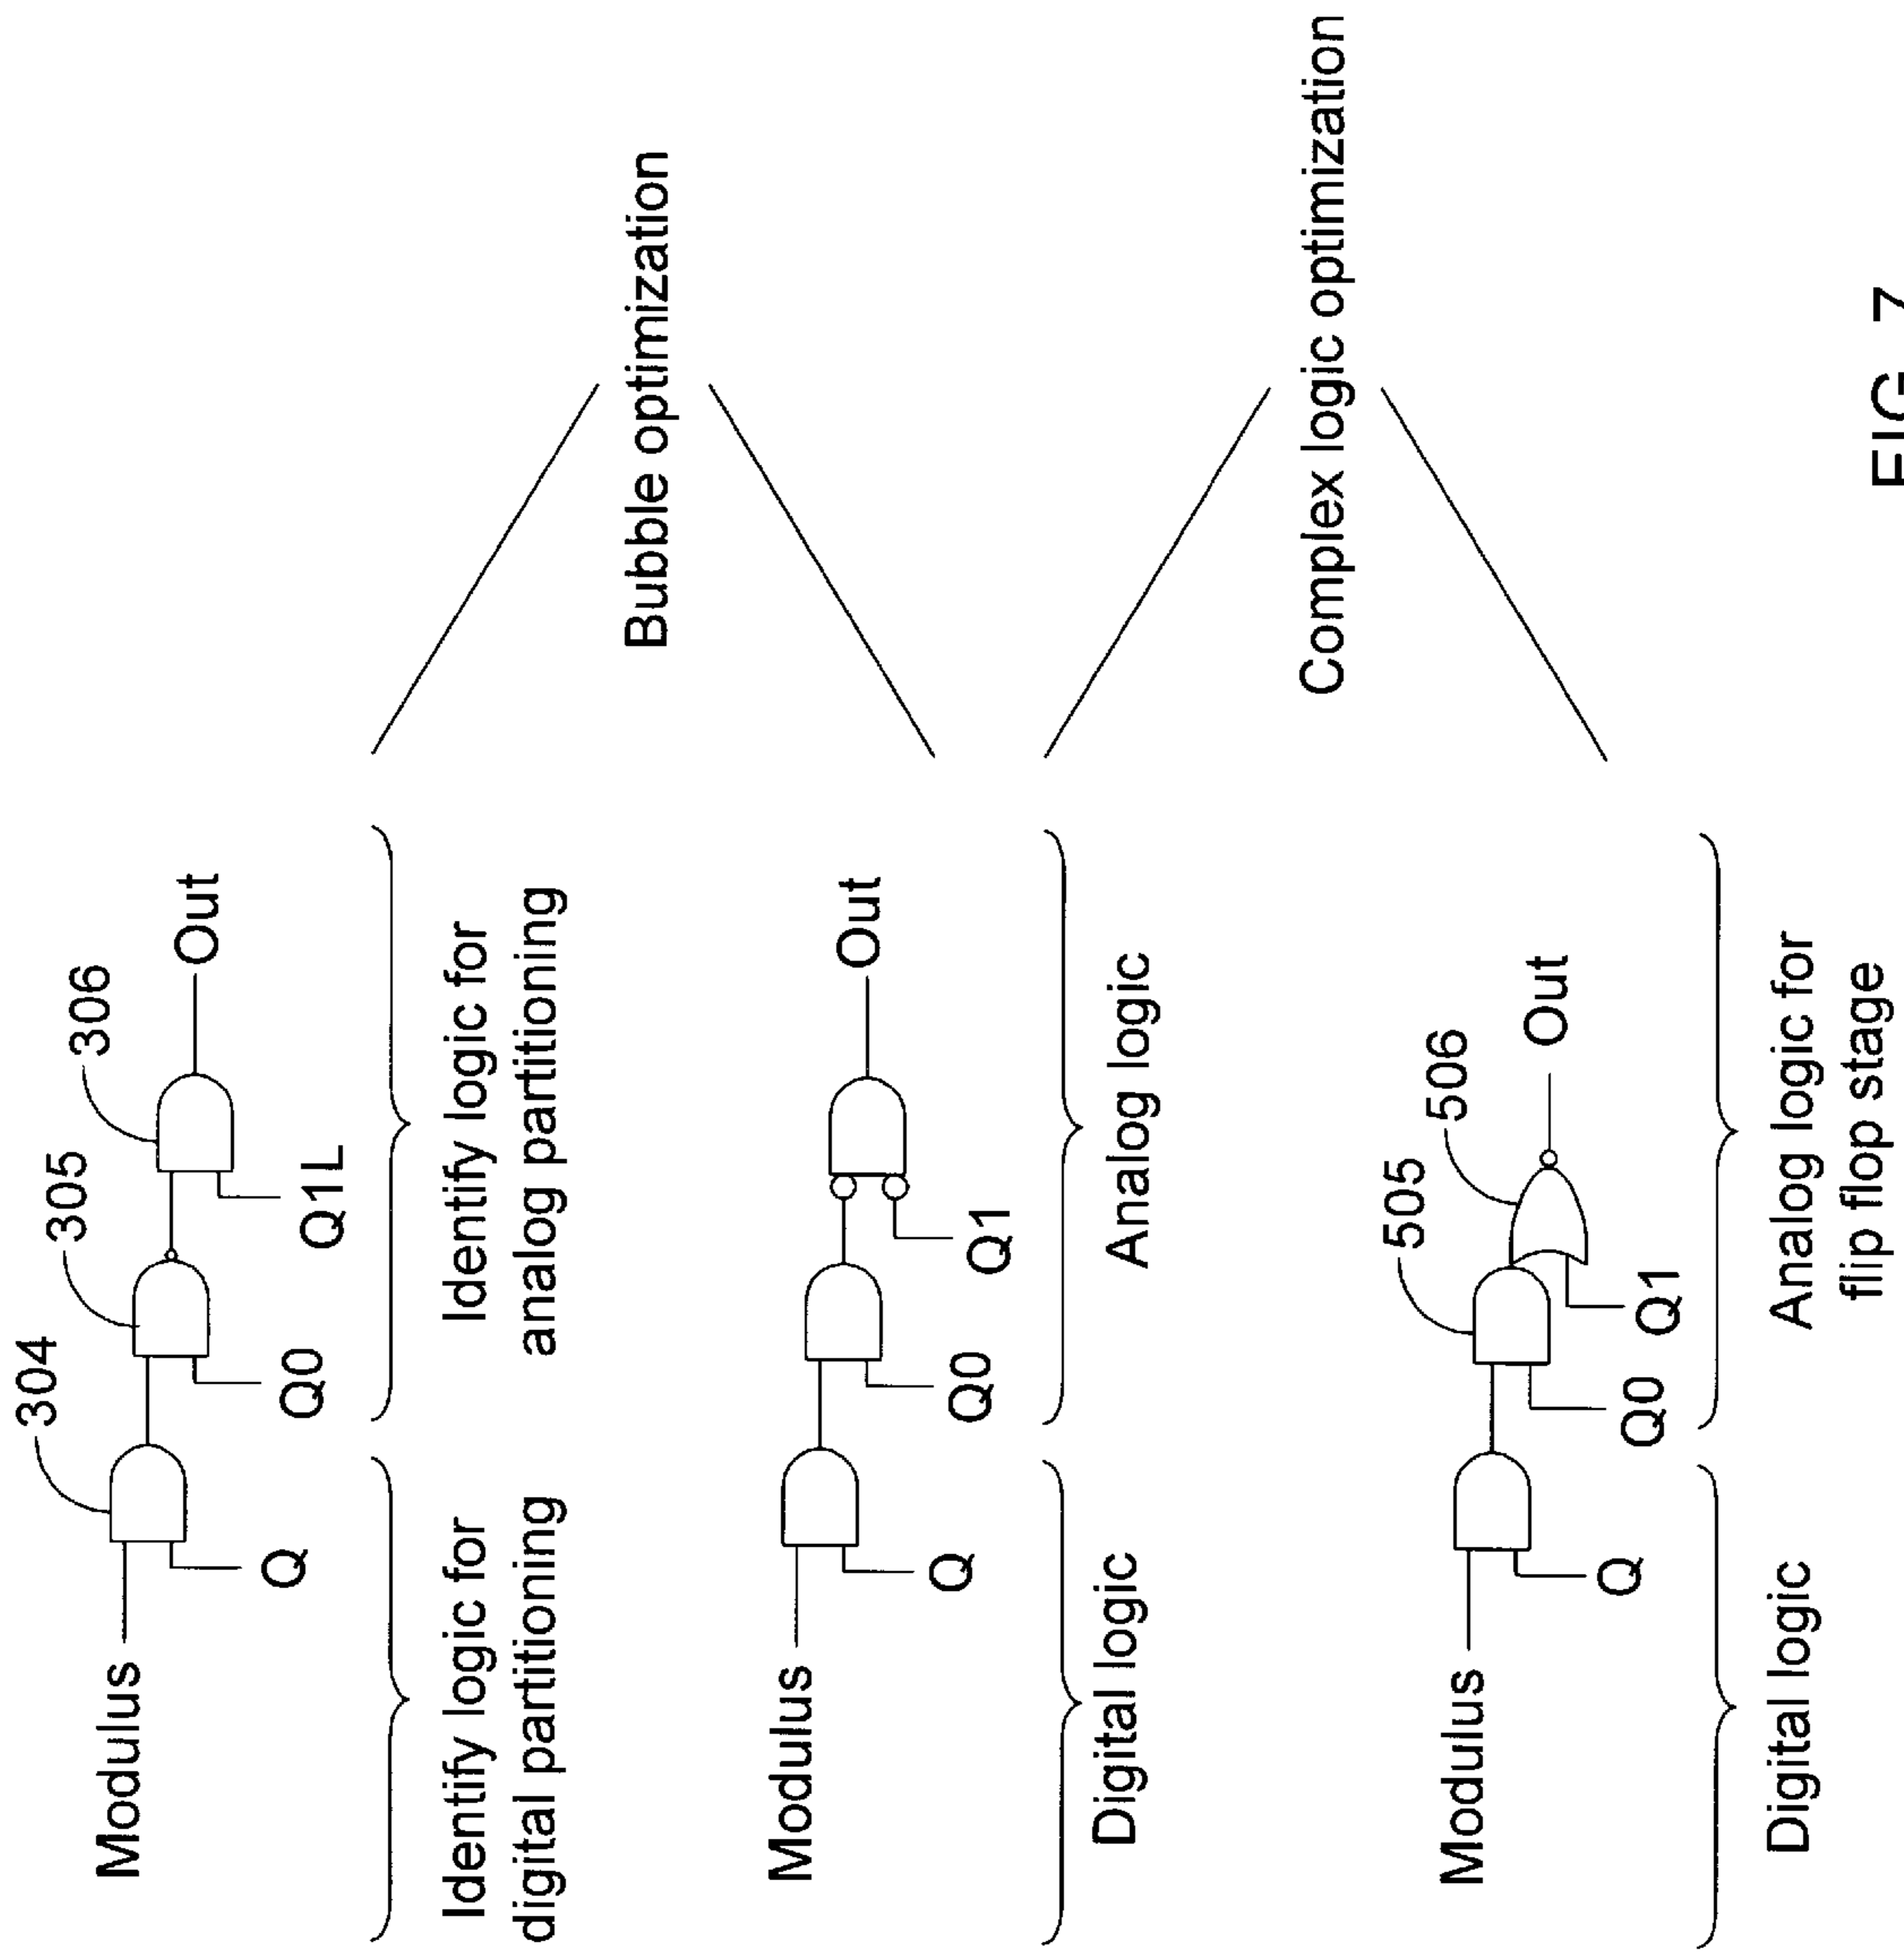 304
305
306
Modulus
Q
Q0
Q1L
Out
Identify logic for
digital partitioning
Identify logic for
analog partitioning
Bubble optimization
Modulus
Q
Q0
Q1
Out
Digital logic
Analog logic
Complex logic optimization
505
506
Modulus
Q
Q0
Q1
Out
Digital logic
Analog logic for
flip flop stage
FIG. 7